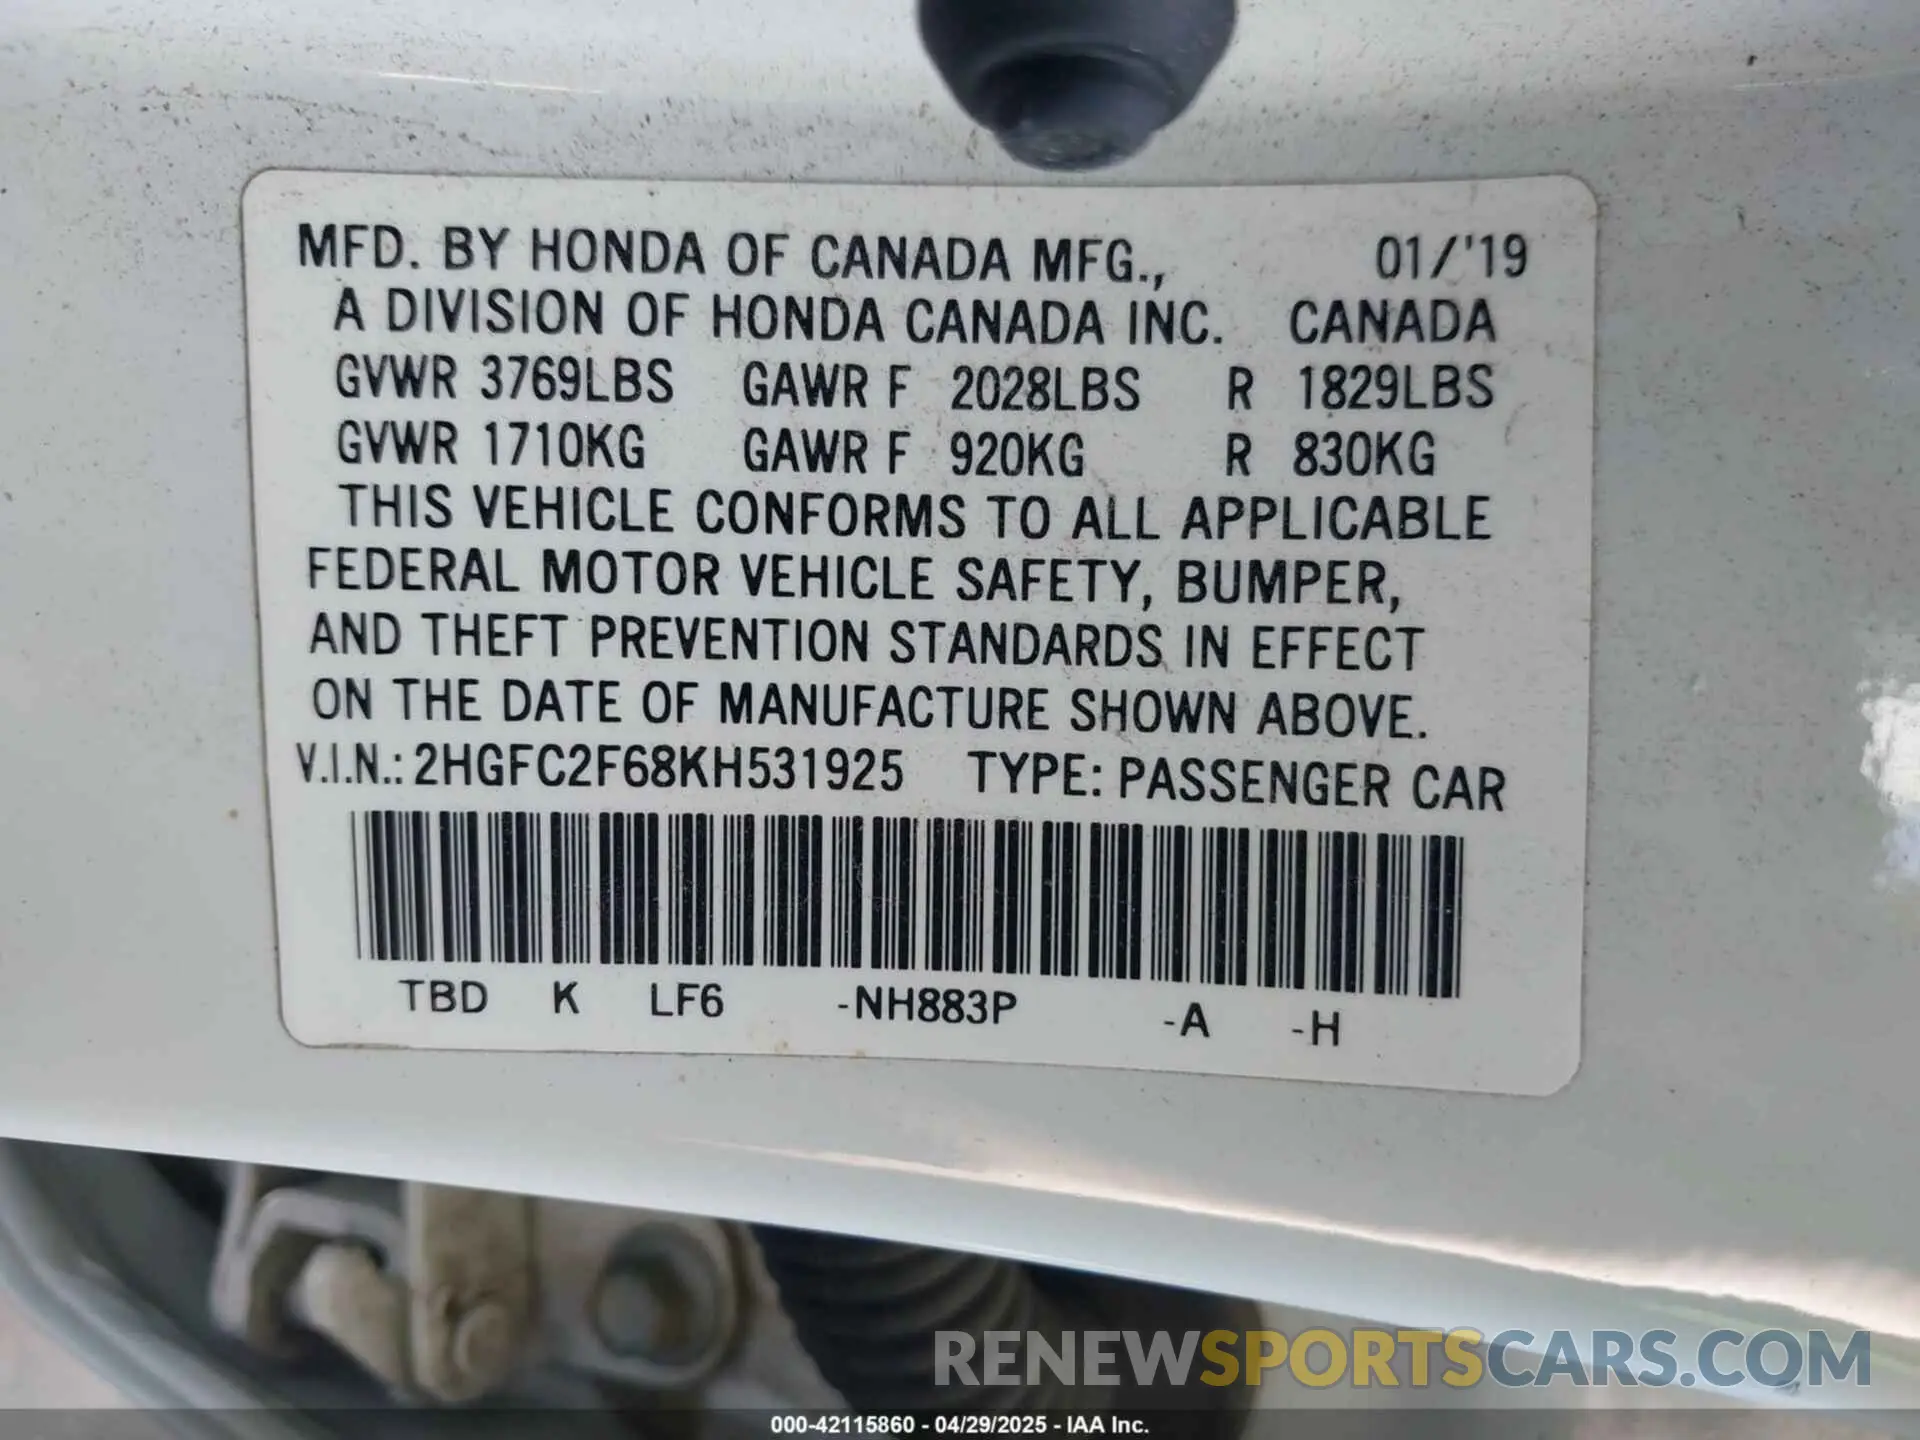 MFD. BY HONDA OF CANADA MFG., 01/'19
A DIVISION OF HONDA CANADA INC. CANADA
GVWR 3769LBS GAWR F 2028LBS R 1829LBS
GVWR 1710KG GAWR F 920KG R 830KG
THIS VEHICLE CONFORMS TO ALL APPLICABLE
FEDERAL MOTOR VEHICLE SAFETY, BUMPER,
AND THEFT PREVENTION STANDARDS IN EFFECT
ON THE DATE OF MANUFACTURE SHOWN ABOVE.
V.I.N.: 2HGFC2F68KH531925 TYPE: PASSENGER CAR
TBD K LF6 -NH883P -A -H
RENEWSPORTSCARS.COM
000-42115860 - 04/29/2025 - IAA Inc.